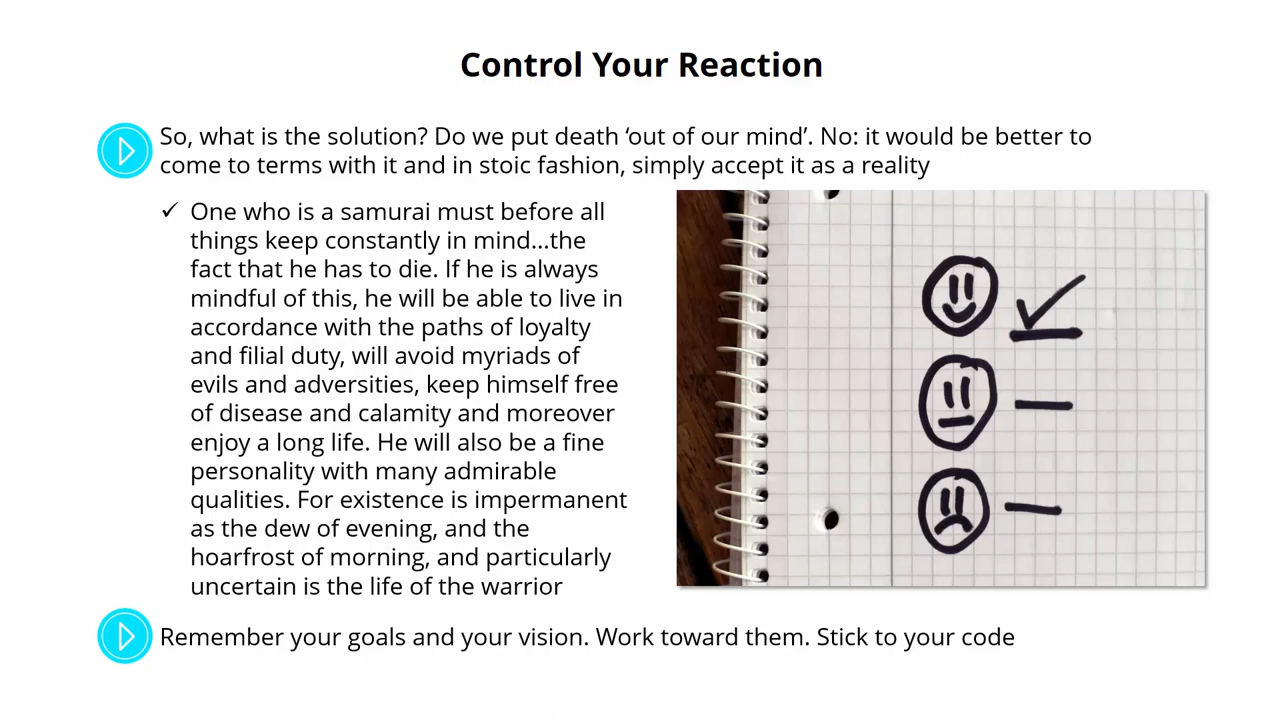 Control Your Reaction
So, what is the solution? Do we put death ‘out of our mind’. No: it would be better to
come to terms with it and in stoic fashion, simply accept it as a reality
One who is a samurai must before all
things keep constantly in mind…the
fact that he has to die. If he is always
mindful of this, he will be able to live in
accordance with the paths of loyalty
and filial duty, will avoid myriads of
evils and adversities, keep himself free
of disease and calamity and moreover
enjoy a long life. He will also be a fine
personality with many admirable
qualities. For existence is impermanent
as the dew of evening, and the
hoarfrost of morning, and particularly
uncertain is the life of the warrior
Remember your goals and your vision. Work toward them. Stick to your code